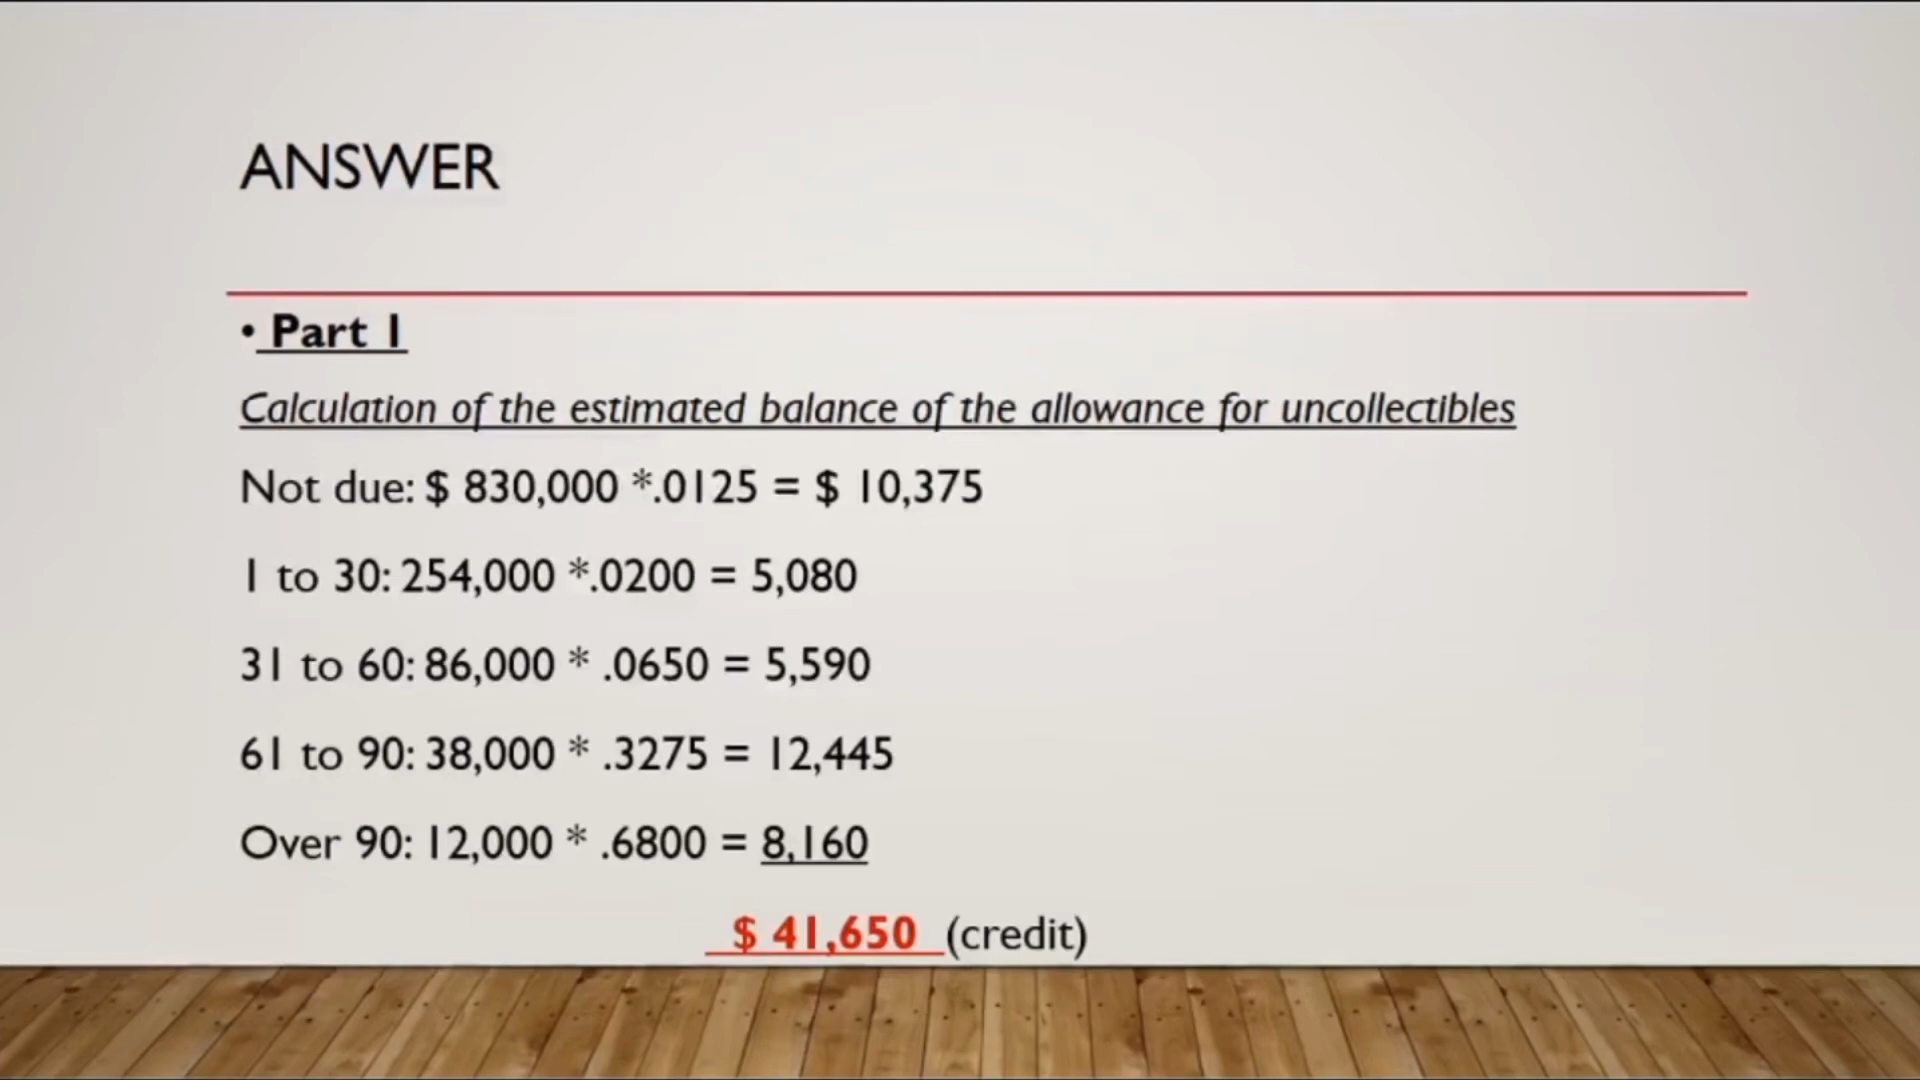 ANSWER
• Part 1
Calculation of the estimated balance of the allowance for uncollectibles
Not due: $ 830,000 *.0125 = $ 10,375
1 to 30: 254,000 *.0200 = 5,080
31 to 60: 86,000 * .0650 = 5,590
61 to 90: 38,000 * .3275 = 12,445
Over 90: 12,000 * .6800 = 8,160
$ 41,650 (credit)